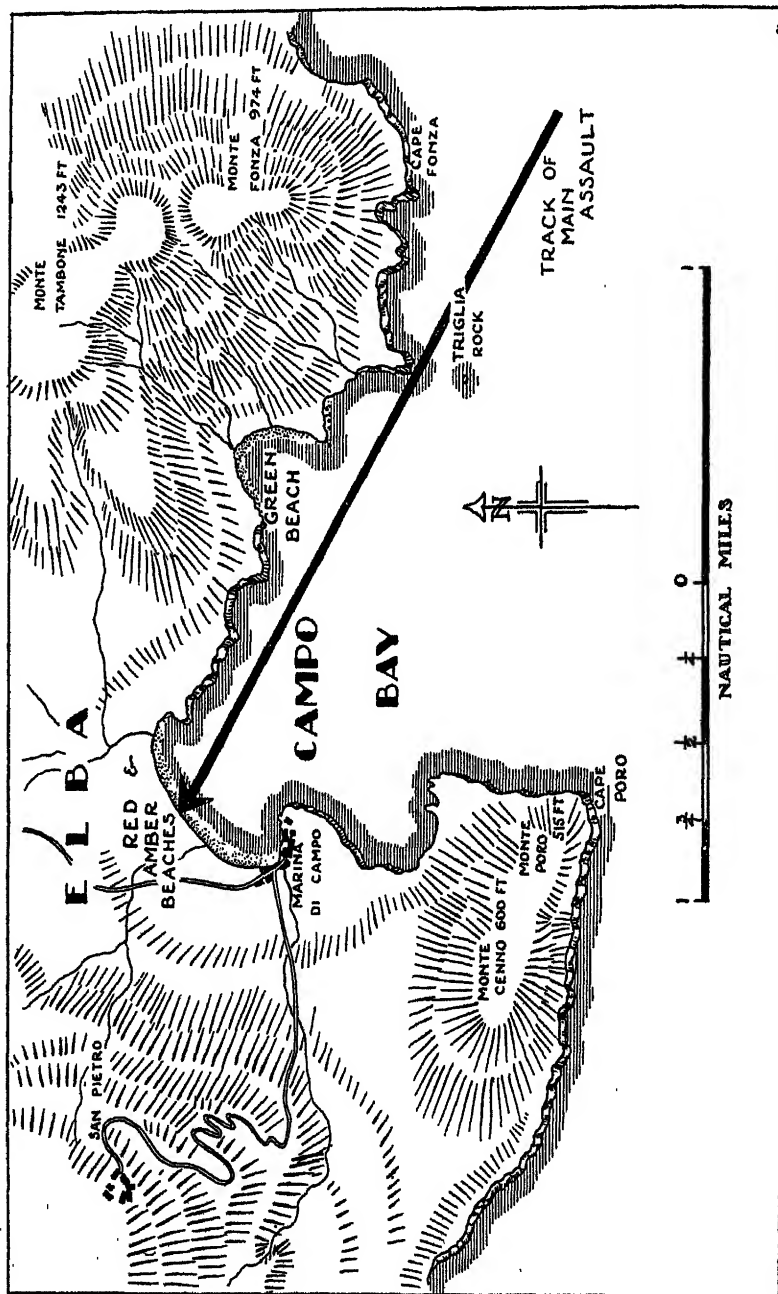 ELBA
SAN PIETRO
RED &
AMBER
BEACHES
MONTE
TAMBONE 1243 FT
MONTE
FONZA 974 FT
MARINA
DI CAMPO
GREEN
BEACH
CAMPO
BAY
CAPE
FONZA
TRIGLIA
ROCK
TRACK OF
MAIN
ASSAULT
MONTE
CENNO 600 FT
MONTE
PORO
515 FT
CAPE
PORO
N
1 ¾ ½ ¼ 0 1
NAUTICAL MILES